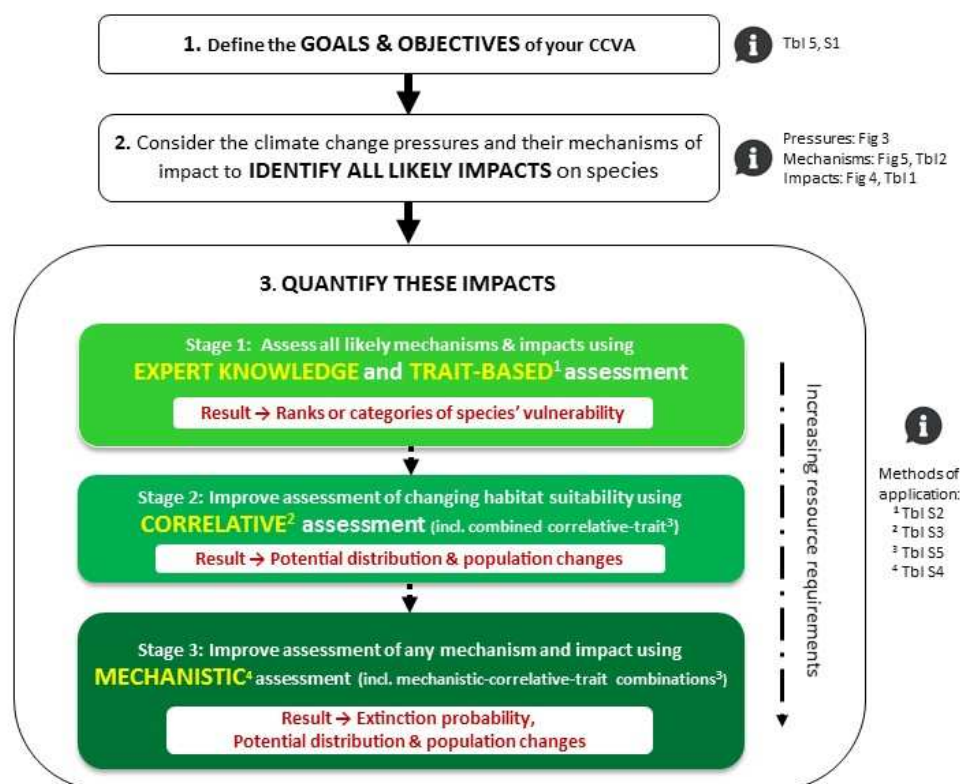 1. Define the GOALS & OBJECTIVES of your CCVA
Tbl 5, S1
2. Consider the climate change pressures and their mechanisms of
impact to IDENTIFY ALL LIKELY IMPACTS on species
Pressures: Fig 3
Mechanisms: Fig 5, Tbl 2
Impacts: Fig 4, Tbl 1
3. QUANTIFY THESE IMPACTS
Stage 1: Assess all likely mechanisms & impacts using
EXPERT KNOWLEDGE and TRAIT-BASED¹ assessment
Result → Ranks or categories of species' vulnerability
Stage 2: Improve assessment of changing habitat suitability using
CORRELATIVE² assessment (incl. combined correlative-trait³)
Result → Potential distribution & population changes
Stage 3: Improve assessment of any mechanism and impact using
MECHANISTIC⁴ assessment (incl. mechanistic-correlative-trait combinations³)
Result → Extinction probability,
Potential distribution & population changes
Increasing resource requirements
Methods of
application:
¹ Tbl S2
² Tbl S3
³ Tbl S5
⁴ Tbl S4